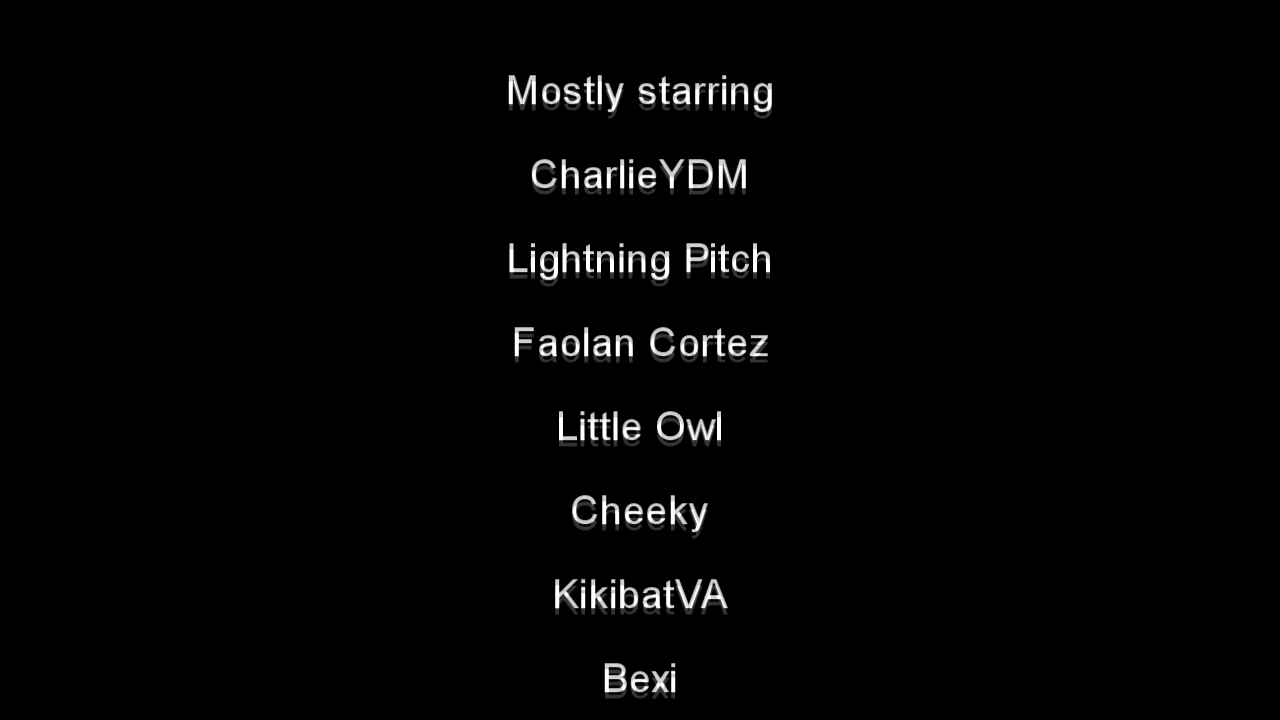 Mostly starring
CharlieYDM
Lightning Pitch
Faolan Cortez
Little Owl
Cheeky
KikibatVA
Bexi